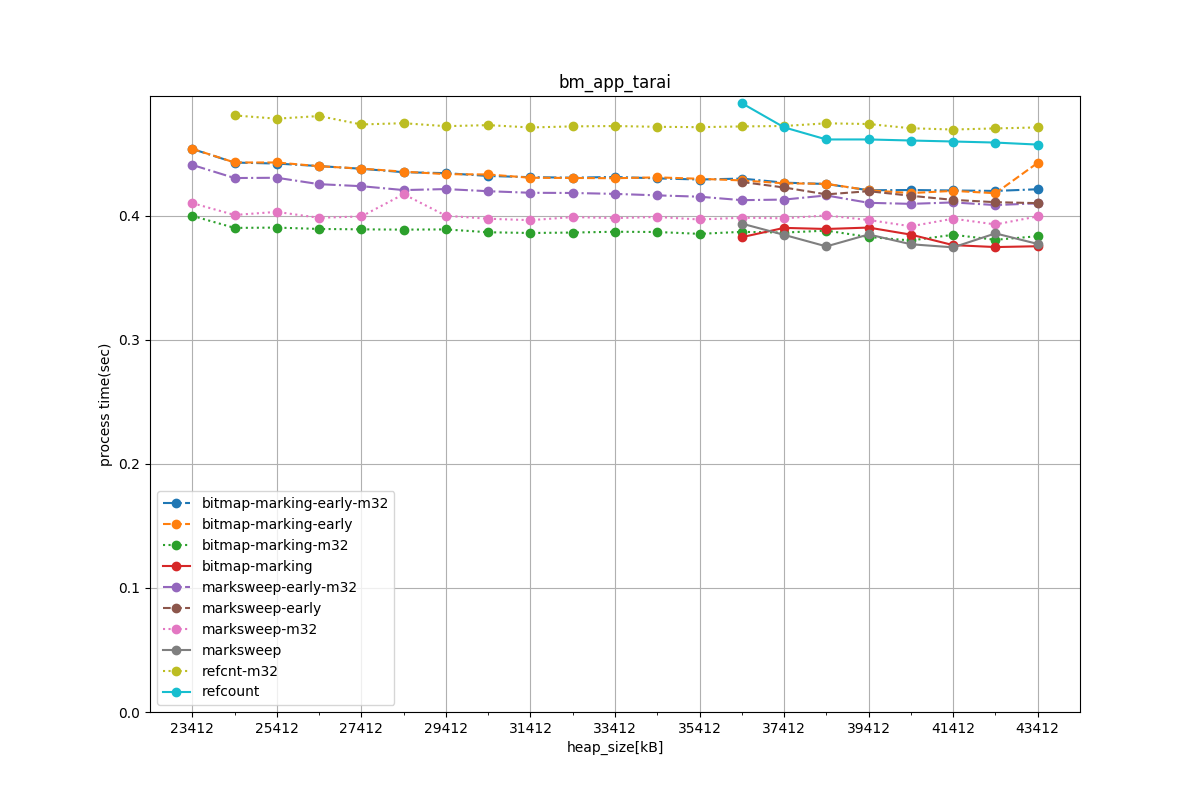 bm_app_tarai
process time(sec)
0.4
0.3
0.2
0.1
0.0
bitmap-marking-early-m32
bitmap-marking-early
bitmap-marking-m32
bitmap-marking
marksweep-early-m32
marksweep-early
marksweep-m32
marksweep
refcnt-m32
refcount
23412 25412 27412 29412 31412 33412 35412 37412 39412 41412 43412
heap_size[kB]